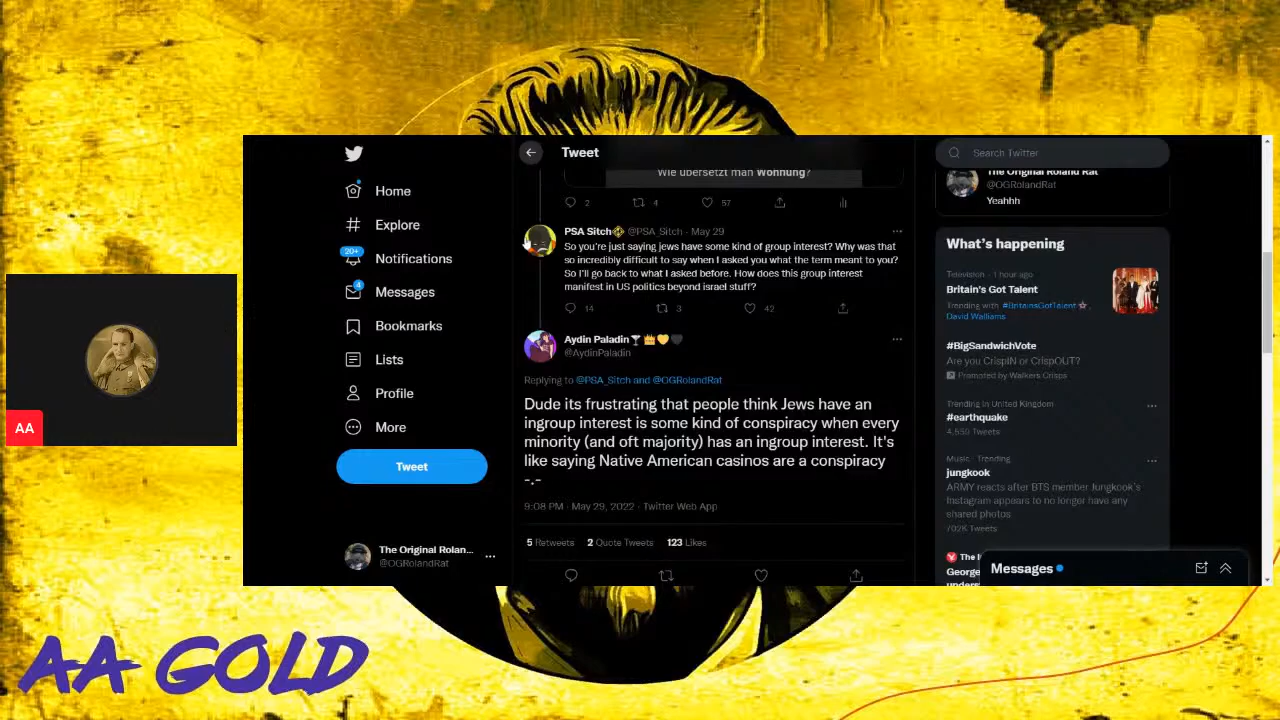 Home
Explore
20+
Notifications
4
Messages
Bookmarks
Lists
Profile
More
Tweet
The Original Rolan...
@OGRolandRat
Tweet
Wie übersetzt man Wohnung?
2 4 57
PSA Sitch @PSA_Sitch · May 29
So you're just saying jews have some kind of group interest? Why was that
so incredibly difficult to say when I asked you what the term meant to you?
So I'll go back to what I asked before. How does this group interest
manifest in US politics beyond israel stuff?
14 3 42
Aydin Paladin
@AydinPaladin
Replying to @PSA_Sitch and @OGRolandRat
Dude its frustrating that people think Jews have an
ingroup interest is some kind of conspiracy when every
minority (and oft majority) has an ingroup interest. It's
like saying Native American casinos are a conspiracy
-.-
9:08 PM · May 29, 2022 · Twitter Web App
5 Retweets 2 Quote Tweets 123 Likes
Search Twitter
The Original Roland Rat
@OGRolandRat
Yeahhh
What's happening
Television · 1 hour ago
Britain's Got Talent
Trending with #BritainsGotTalent,
David Walliams
#BigSandwichVote
Are you CrispIN or CrispOUT?
Promoted by Walkers Crisps
Trending in United Kingdom
#earthquake
4,550 Tweets
Music · Trending
jungkook
ARMY reacts after BTS member Jungkook's
Instagram appears to no longer have any
shared photos
702K Tweets
George
Messages
AA
AA GOLD